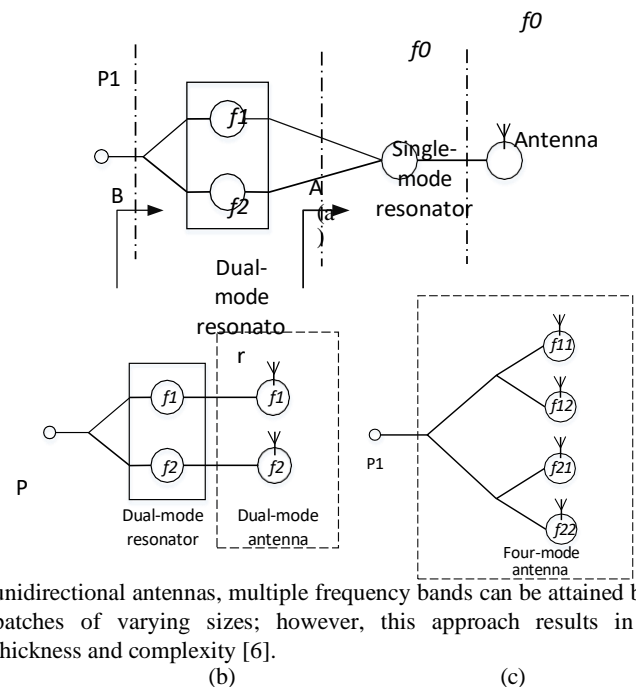 f0
f0
P1
f1
Antenna
Single-
mode
resonator
B
f2
A
(a
)
Dual-
mode
resonato
r
f11
f1
f1
f12
P1
f21
P
f2
f2
f22
Dual-mode
resonator
Dual-mode
antenna
Four-mode
antenna
unidirectional antennas, multiple frequency bands can be attained b
patches of varying sizes; however, this approach results in
hickness and complexity [6].
(b)
(c)